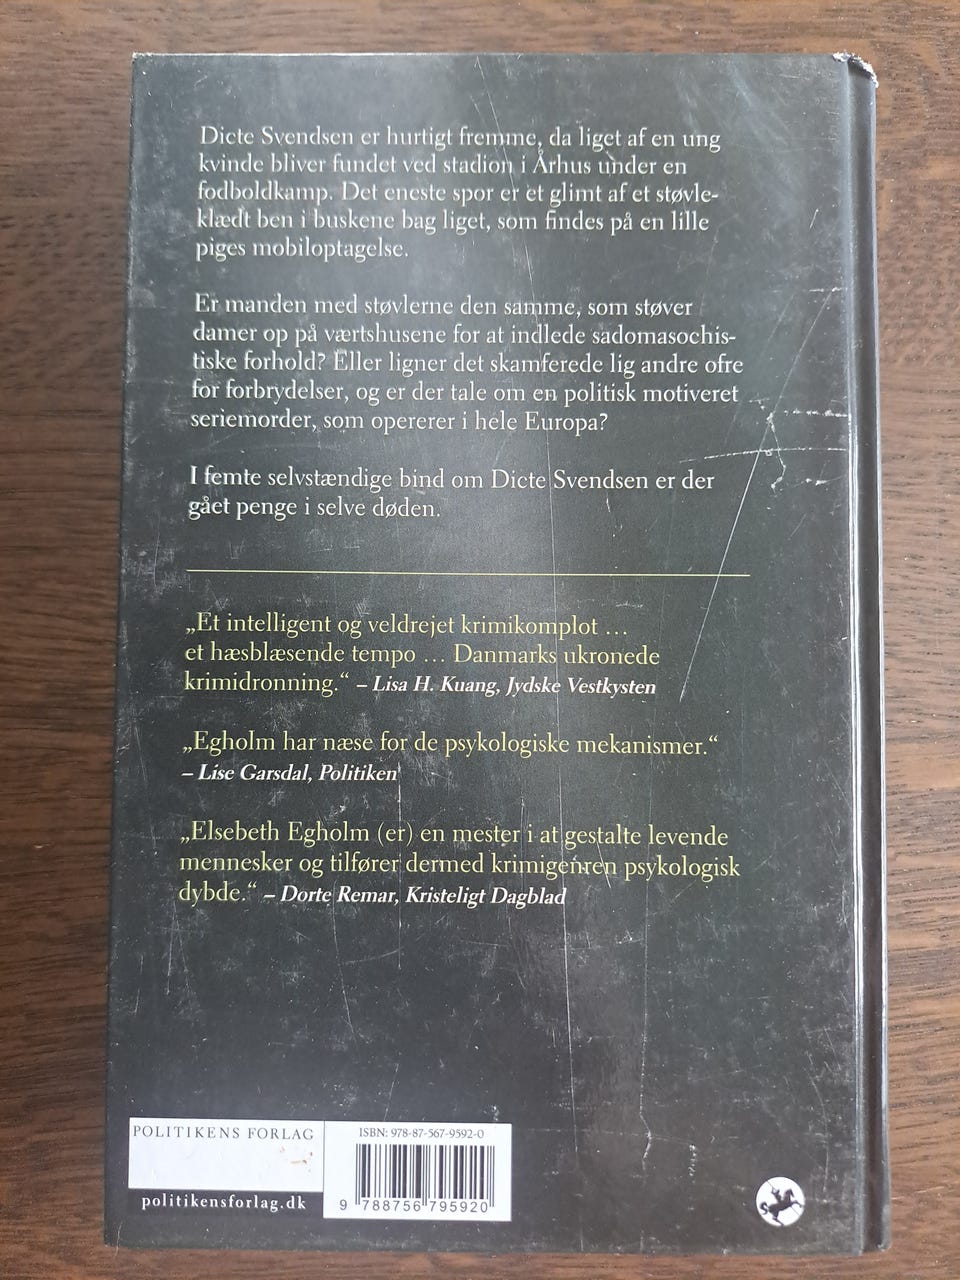 Dicte Svendsen er hurtigt fremme, da liget af en ung
kvinde bliver fundet ved stadion i Århus under en
fodboldkamp. Det eneste spor er et glimt af et støvle-
klædt ben i buskene bag liget, som findes på en lille
piges mobiloptagelse.
Er manden med støvlerne den samme, som støver
damer op på værtshusene for at indlede sadomasochis-
tiske forhold? Eller ligner det skamferede lig andre ofre
for forbrydelser, og er der tale om en politisk motiveret
seriemorder, som opererer i hele Europa?
I femte selvstændige bind om Dicte Svendsen er der
gået penge i selve døden.
„Et intelligent og veldrejet krimikomplot …
et hæsblæsende tempo … Danmarks ukronede
krimidronning.“ – Lisa H. Kuang, Jydske Vestkysten
„Egholm har næse for de psykologiske mekanismer.“
– Lise Garsdal, Politiken
„Elsebeth Egholm (er) en mester i at gestalte levende
mennesker og tilfører dermed krimigenren psykologisk
dybde.“ – Dorte Remar, Kristeligt Dagblad
POLITIKENS FORLAG
politikensforlag.dk
ISBN: 978-87-567-9592-0
9 788756 795920